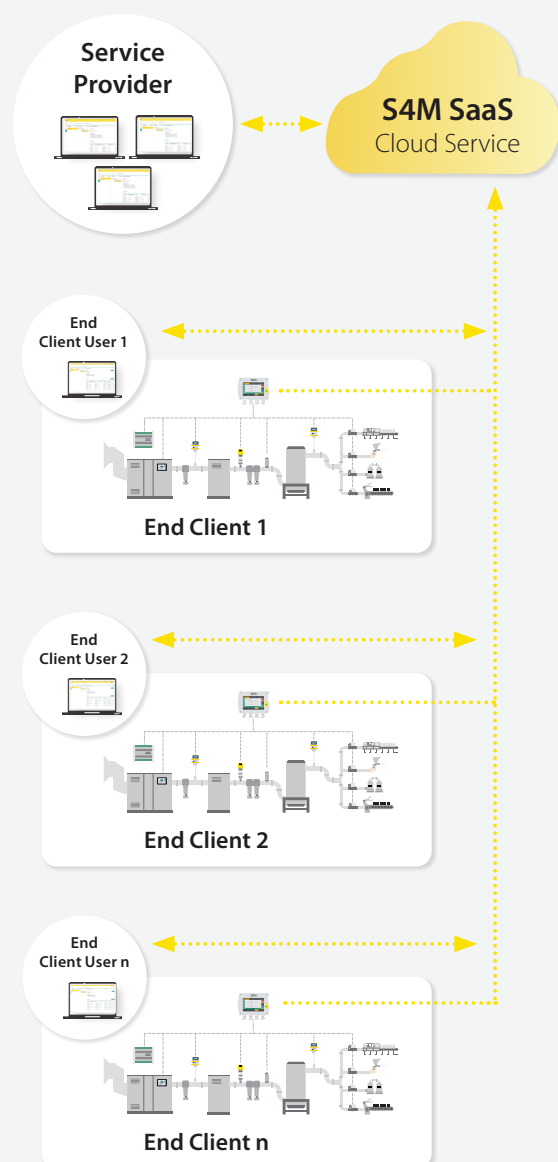 Service
Provider
S4M SaaS
Cloud Service
End
Client User 1
End Client 1
End
Client User 2
End Client 2
End
Client User n
End Client n